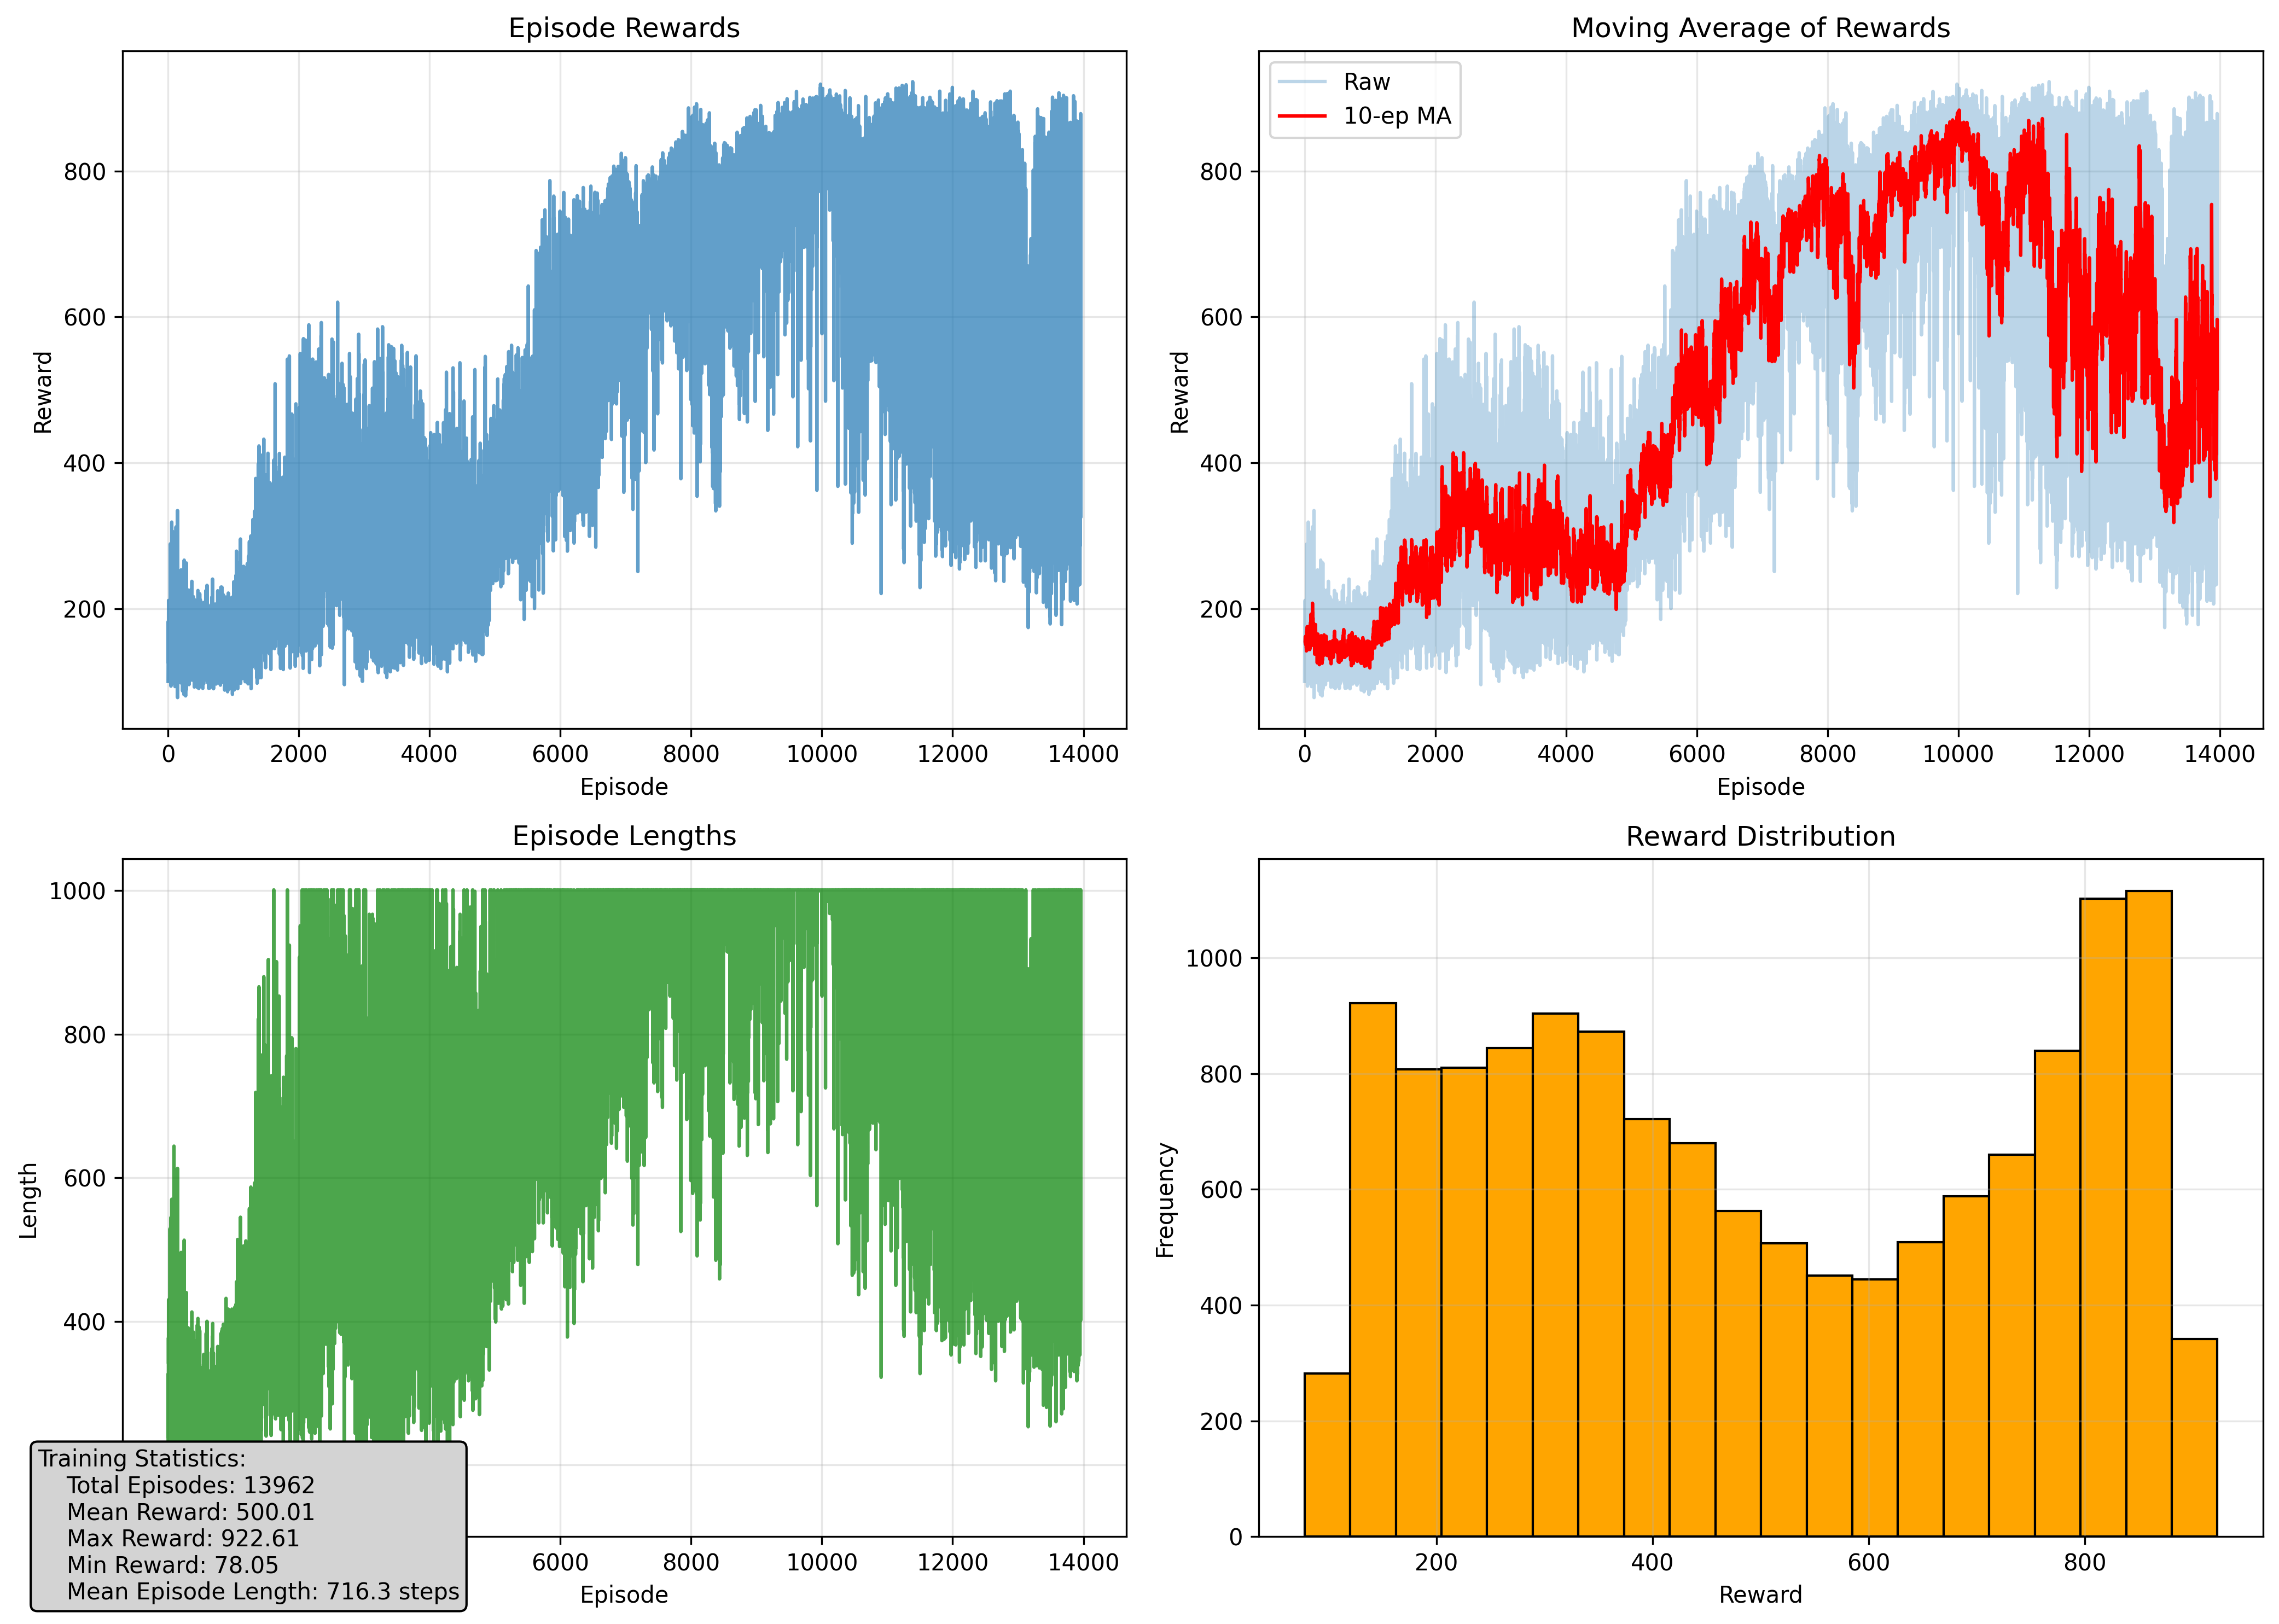 Episode Rewards
Reward
800
600
400
200
0 2000 4000 6000 8000 10000 12000 14000
Episode
Moving Average of Rewards
Raw
10-ep MA
Reward
800
600
400
200
0 2000 4000 6000 8000 10000 12000 14000
Episode
Episode Lengths
Length
1000
800
600
400
6000 8000 10000 12000 14000
Episode
Training Statistics:
Total Episodes: 13962
Mean Reward: 500.01
Max Reward: 922.61
Min Reward: 78.05
Mean Episode Length: 716.3 steps
Reward Distribution
Frequency
1000
800
600
400
200
0
200 400 600 800
Reward